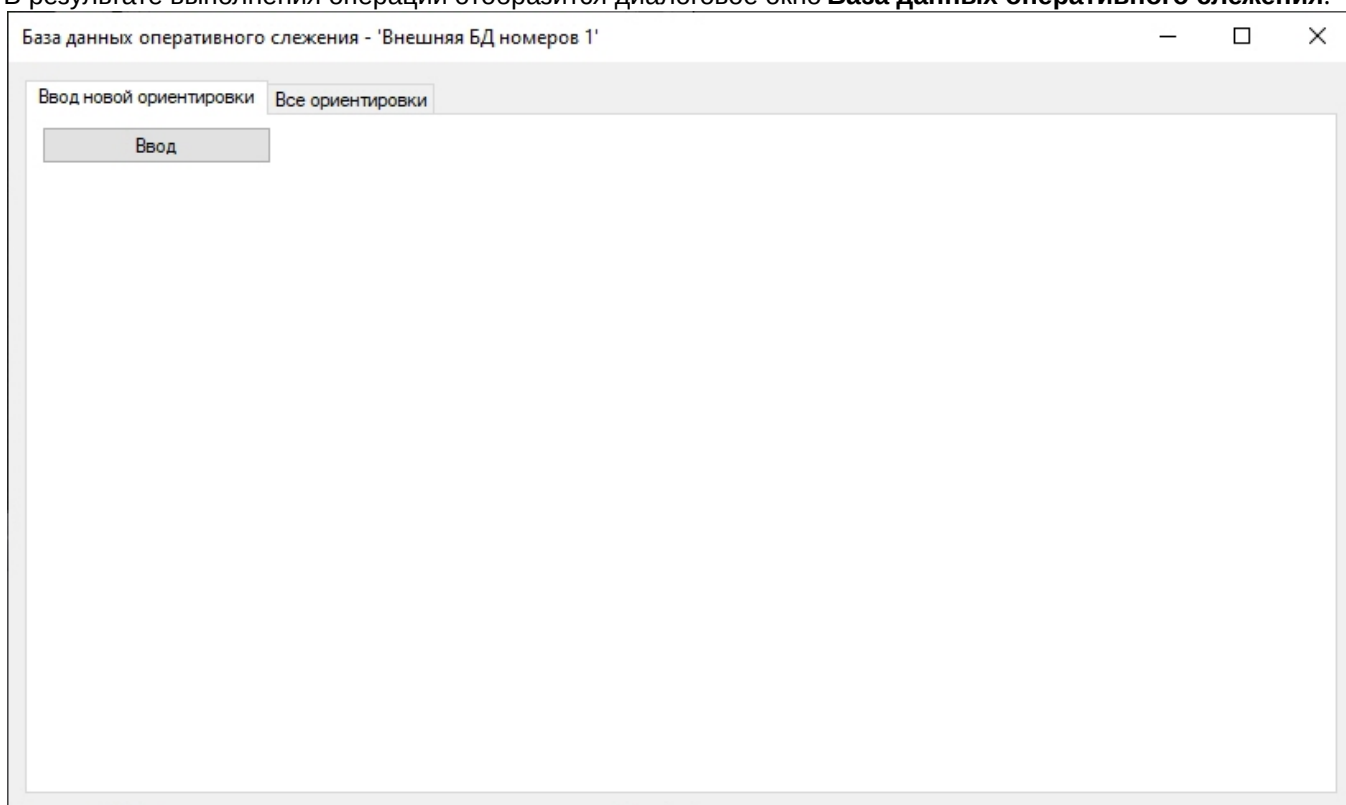 В результате выполнения операции отобразится диалоговое окно База данных оперативного слежения.
База данных оперативного слежения - 'Внешняя БД номеров 1'
Ввод новой ориентировки Все ориентировки
Ввод